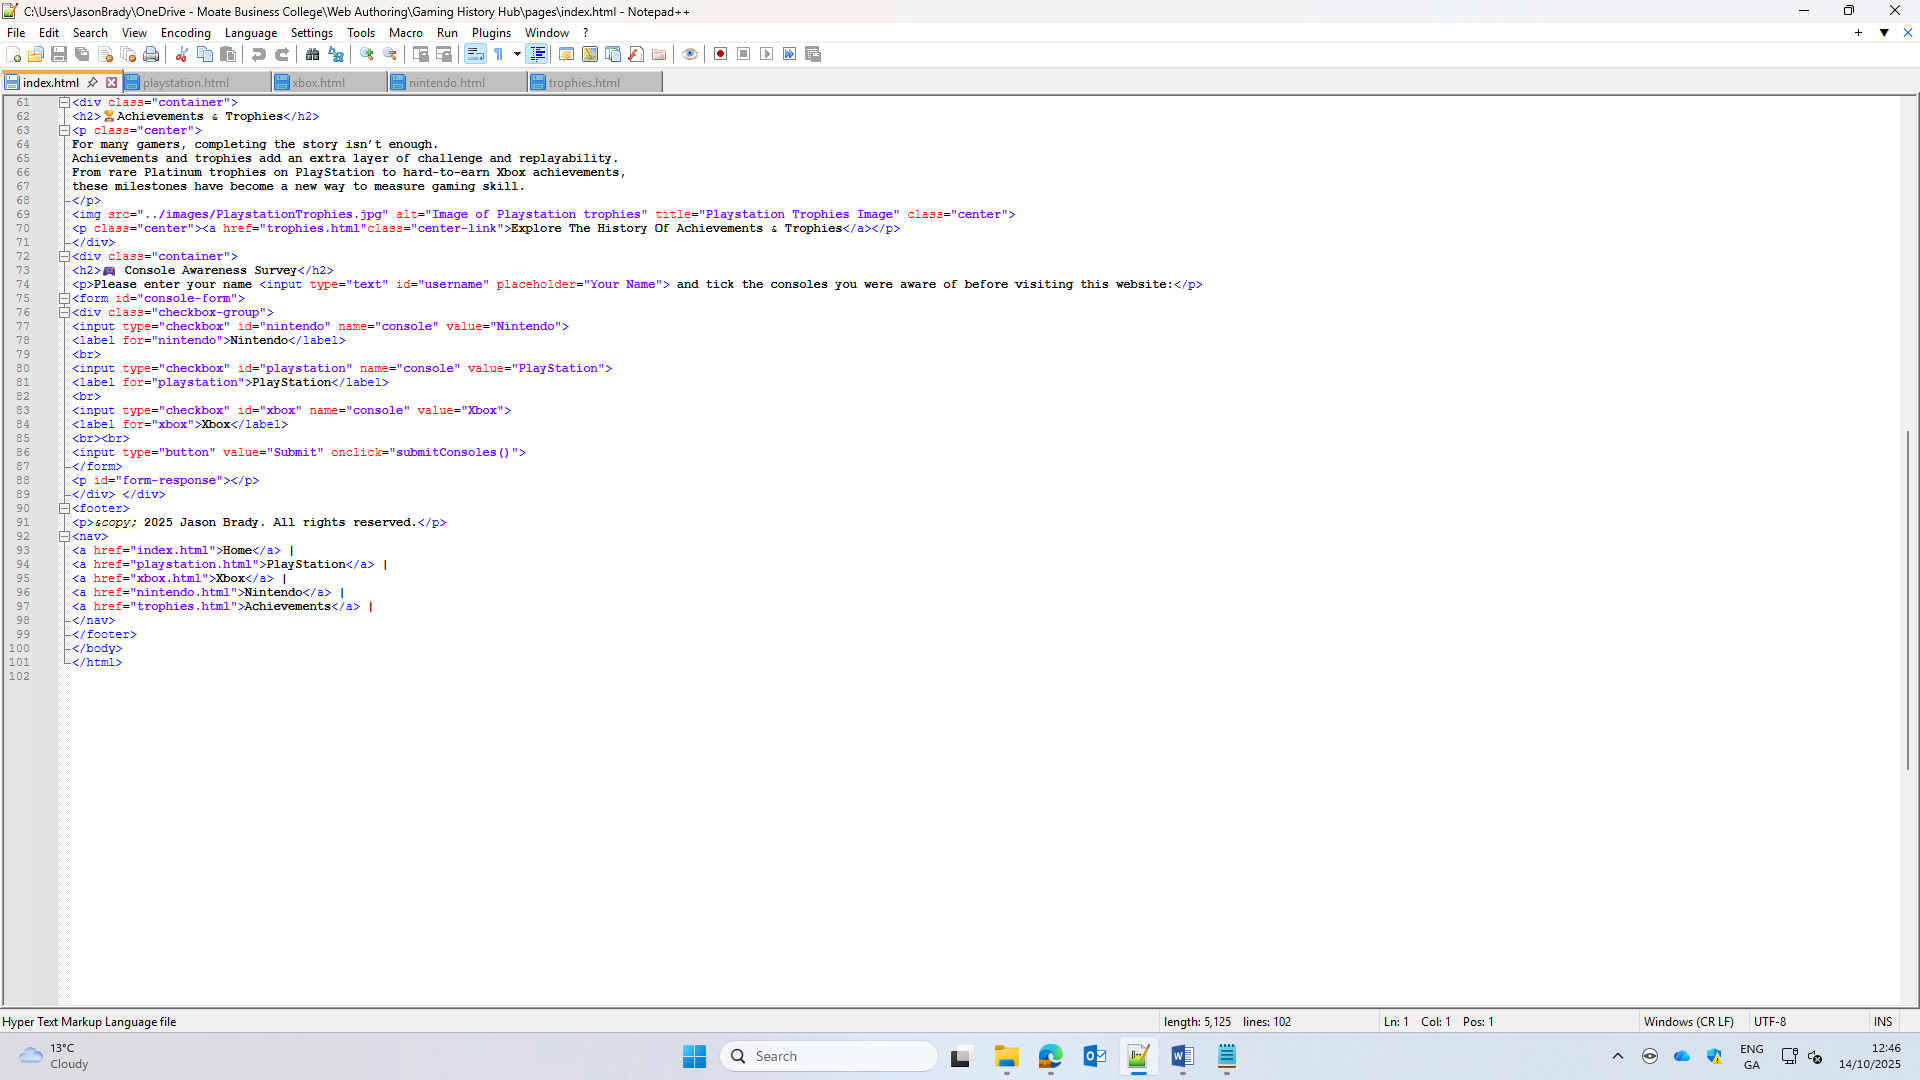 C:\Users\JasonBrady\OneDrive - Moate Business College\Web Authoring\Gaming History Hub\pages\index.html - Notepad++
File Edit Search View Encoding Language Settings Tools Macro Run Plugins Window ?
index.html playstation.html xbox.html nintendo.html trophies.html
61 <div class="container">
62 <h2>🏆Achievements & Trophies</h2>
63 <p class="center">
64 For many gamers, completing the story isn’t enough.
65 Achievements and trophies add an extra layer of challenge and replayability.
66 From rare Platinum trophies on PlayStation to hard-to-earn Xbox achievements,
67 these milestones have become a new way to measure gaming skill.
68 </p>
69 <img src="../images/PlaystationTrophies.jpg" alt="Image of Playstation trophies" title="Playstation Trophies Image" class="center">
70 <p class="center"><a href="trophies.html"class="center-link">Explore The History Of Achievements & Trophies</a></p>
71 </div>
72 <div class="container">
73 <h2>🎮 Console Awareness Survey</h2>
74 <p>Please enter your name <input type="text" id="username" placeholder="Your Name"> and tick the consoles you were aware of before visiting this website:</p>
75 <form id="console-form">
76 <div class="checkbox-group">
77 <input type="checkbox" id="nintendo" name="console" value="Nintendo">
78 <label for="nintendo">Nintendo</label>
79 <br>
80 <input type="checkbox" id="playstation" name="console" value="PlayStation">
81 <label for="playstation">PlayStation</label>
82 <br>
83 <input type="checkbox" id="xbox" name="console" value="Xbox">
84 <label for="xbox">Xbox</label>
85 <br><br>
86 <input type="button" value="Submit" onclick="submitConsoles()">
87 </form>
88 <p id="form-response"></p>
89 </div> </div>
90 <footer>
91 <p>&copy; 2025 Jason Brady. All rights reserved.</p>
92 <nav>
93 <a href="index.html">Home</a> |
94 <a href="playstation.html">PlayStation</a> |
95 <a href="xbox.html">Xbox</a> |
96 <a href="nintendo.html">Nintendo</a> |
97 <a href="trophies.html">Achievements</a> |
98 </nav>
99 </footer>
100 </body>
101 </html>
102
Hyper Text Markup Language file length: 5,125 lines: 102 Ln: 1 Col: 1 Pos: 1 Windows (CR LF) UTF-8 INS
13°C
Cloudy
Search
ENG
GA
12:46
14/10/2025